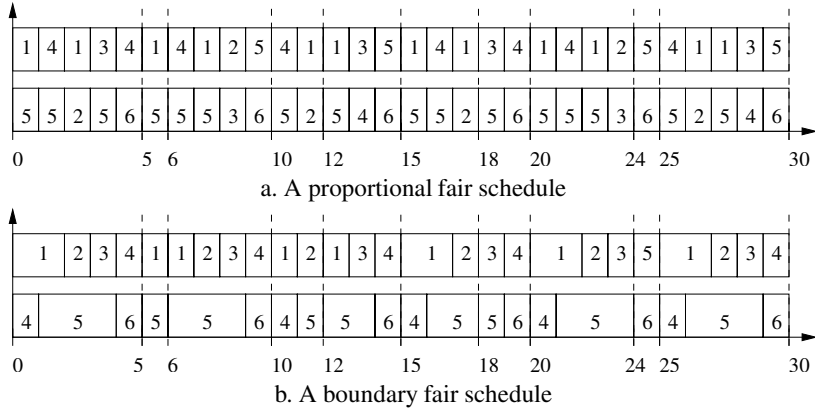 1 4 1 3 4 1 4 1 2 5 4 1 1 3 5 1 4 1 3 4 1 4 1 2 5 4 1 1 3 5
5 5 2 5 6 5 5 5 3 6 5 2 5 4 6 5 5 2 5 6 5 5 5 3 6 5 2 5 4 6
0 5 6 10 12 15 18 20 24 25 30
a. A proportional fair schedule
1 2 3 4 1 1 2 3 4 1 2 1 3 4 1 2 3 4 1 2 3 5 1 2 3 4
4 5 6 5 5 6 4 5 5 6 4 5 5 6 4 5 6 4 5 6
0 5 6 10 12 15 18 20 24 25 30
b. A boundary fair schedule